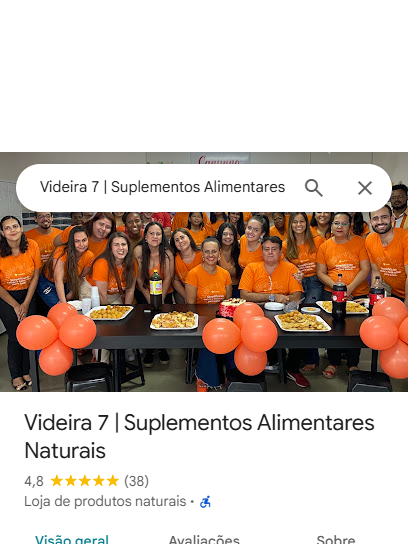 Videira 7 | Suplementos Alimentares
Videira 7 | Suplementos Alimentares
Naturais
4,8 ★★★★★ (38)
Loja de produtos naturais •
Visão geral Avaliações Sobre